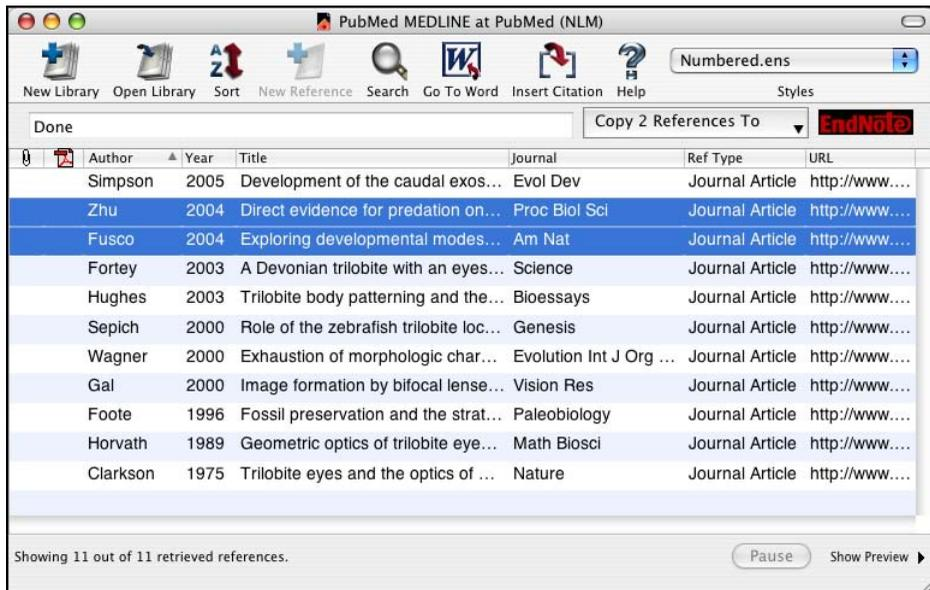 PubMed MEDLINE at PubMed (NLM)
A Z W ? Numbered.ens
New Library Open Library Sort New Reference Search Go To Word Insert Citation Help Styles
Done Copy 2 References To EndNote
Author Year Title Journal Ref Type URL
Simpson 2005 Development of the caudal exos... Evol Dev Journal Article http://www....
Zhu 2004 Direct evidence for predation on... Proc Biol Sci Journal Article http://www....
Fusco 2004 Exploring developmental modes... Am Nat Journal Article http://www....
Fortey 2003 A Devonian trilobite with an eyes... Science Journal Article http://www....
Hughes 2003 Trilobite body patterning and the... Bioessays Journal Article http://www....
Sepich 2000 Role of the zebrafish trilobite loc... Genesis Journal Article http://www....
Wagner 2000 Exhaustion of morphologic char... Evolution Int J Org ... Journal Article http://www....
Gal 2000 Image formation by bifocal lense... Vision Res Journal Article http://www....
Foote 1996 Fossil preservation and the strat... Paleobiology Journal Article http://www....
Horvath 1989 Geometric optics of trilobite eye... Math Biosci Journal Article http://www....
Clarkson 1975 Trilobite eyes and the optics of ... Nature Journal Article http://www....
Showing 11 out of 11 retrieved references. Pause Show Preview